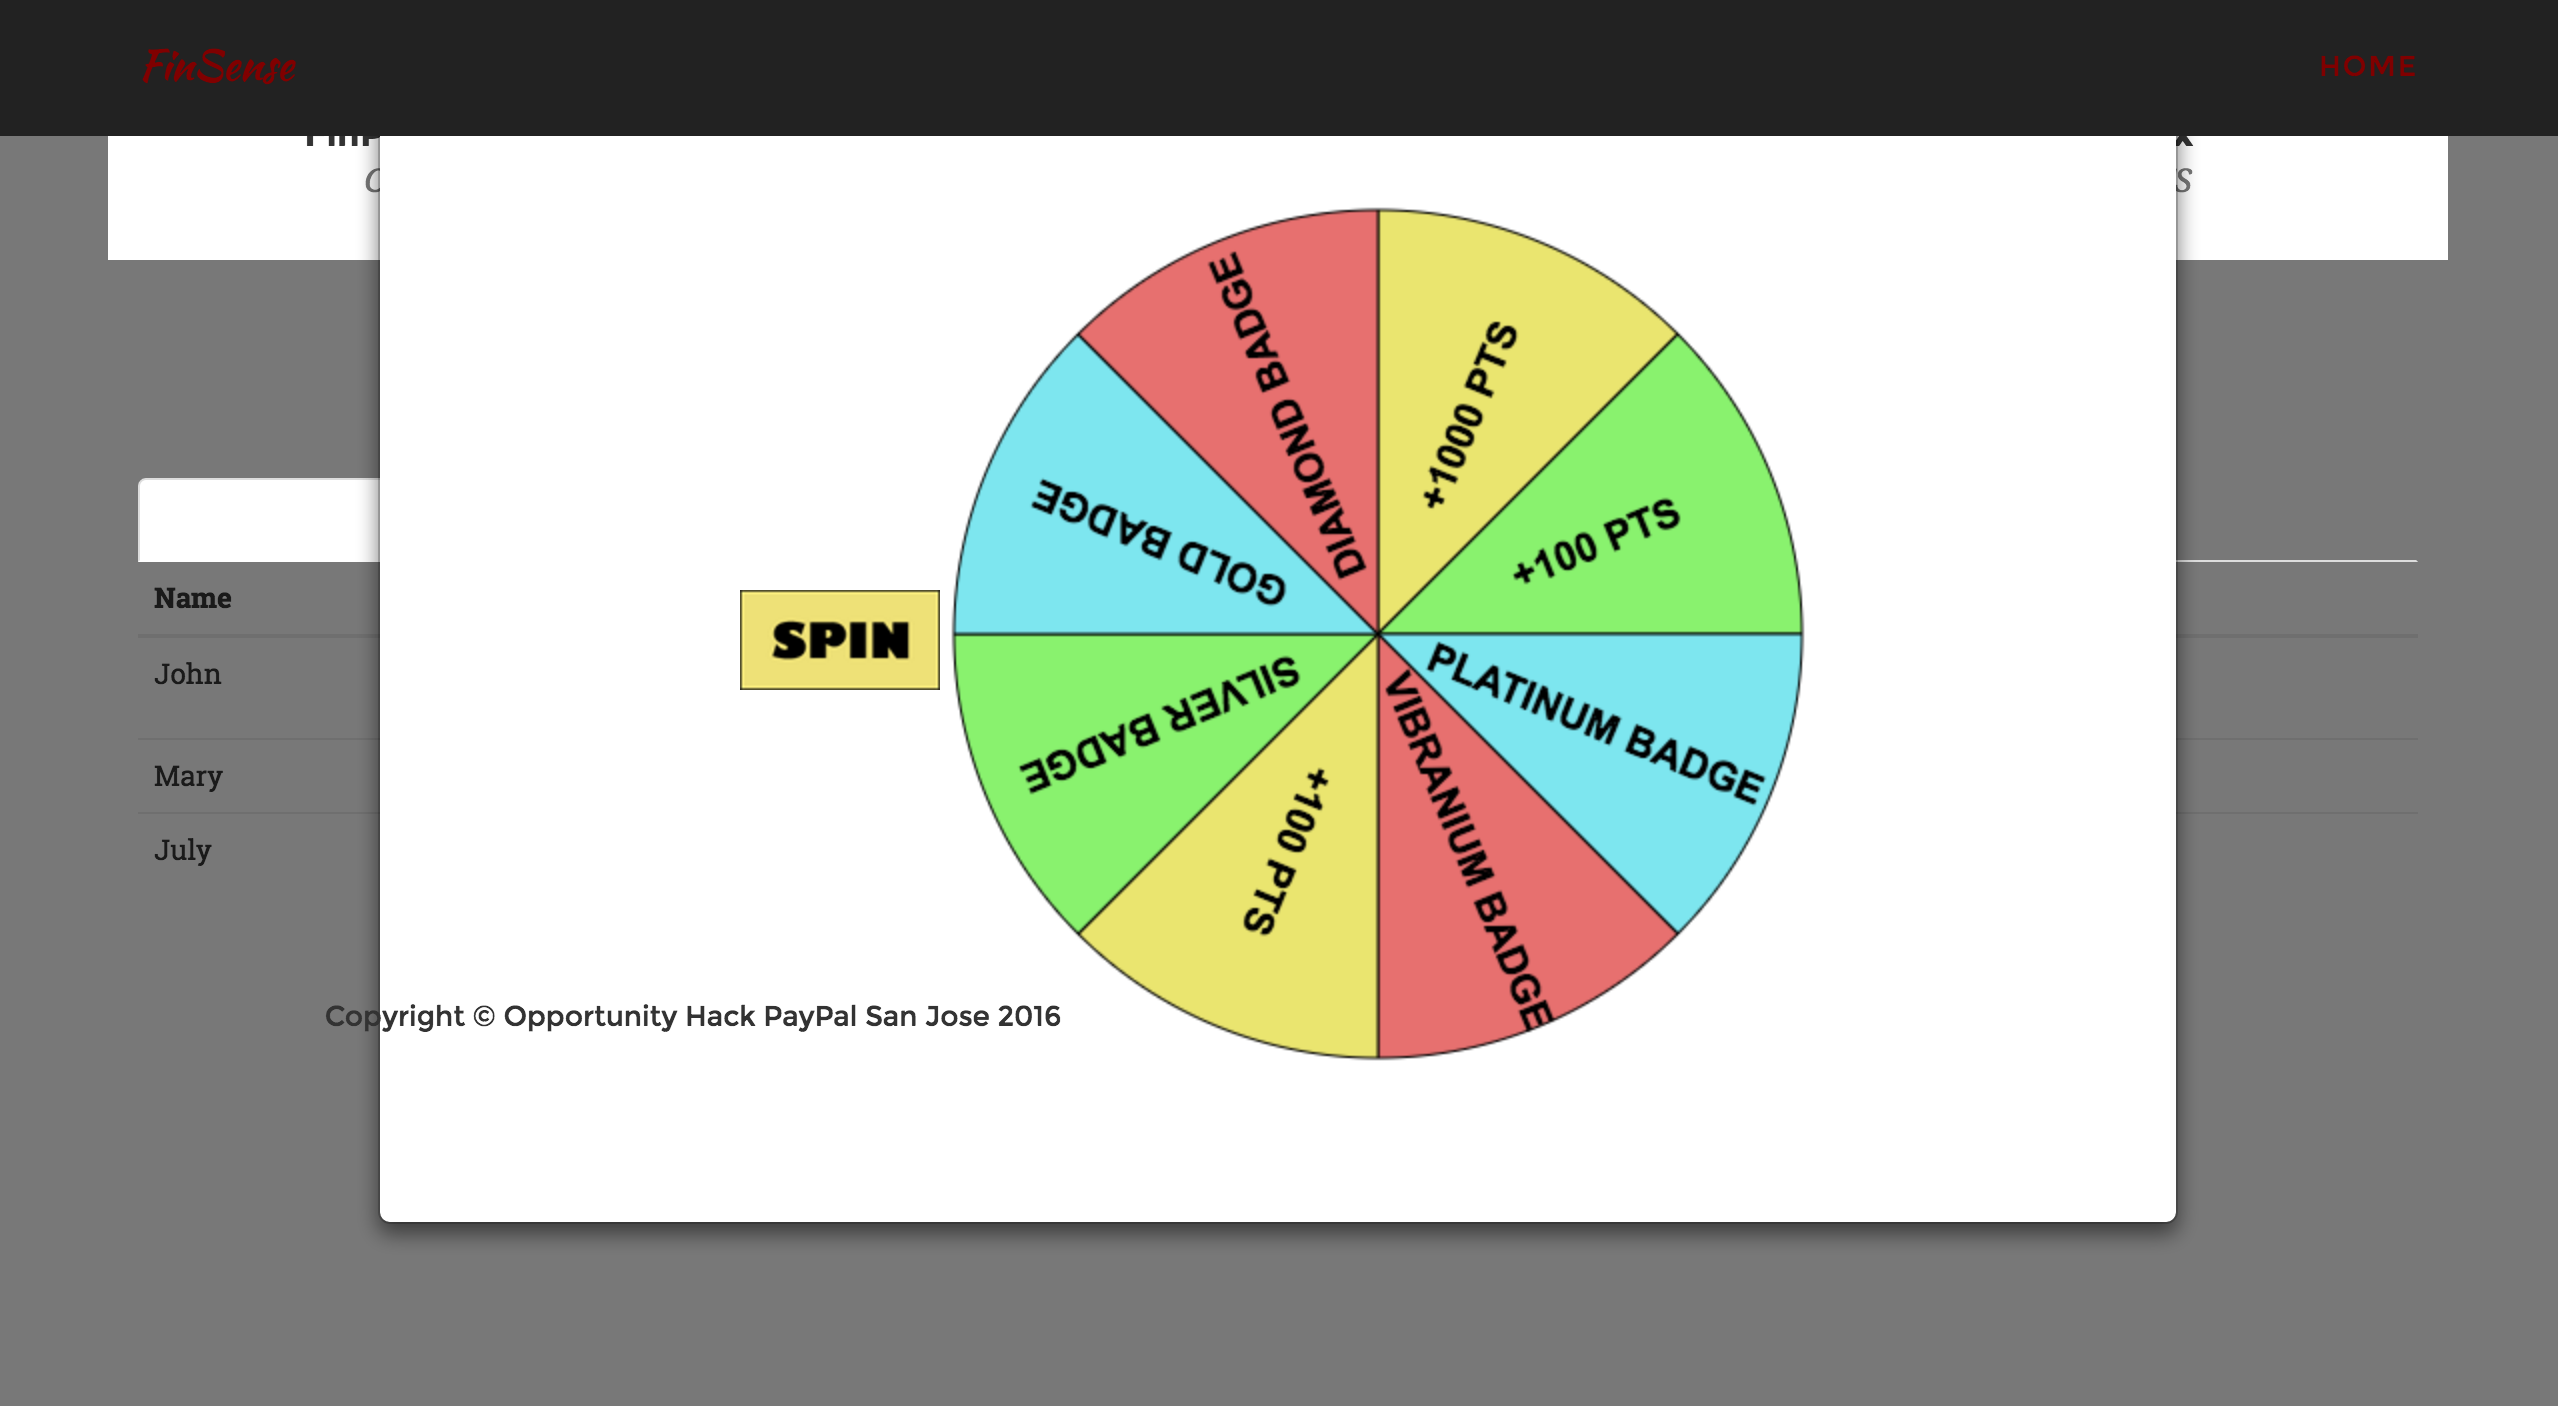 FinSense
HOME
DIAMOND BADGE
+1000 PTS
+100 PTS
GOLD BADGE
PLATINUM BADGE
SPIN
SILVER BADGE
VIBRANIUM BADGE
+100 PTS
Name
John
Mary
July
Copyright © Opportunity Hack PayPal San Jose 2016